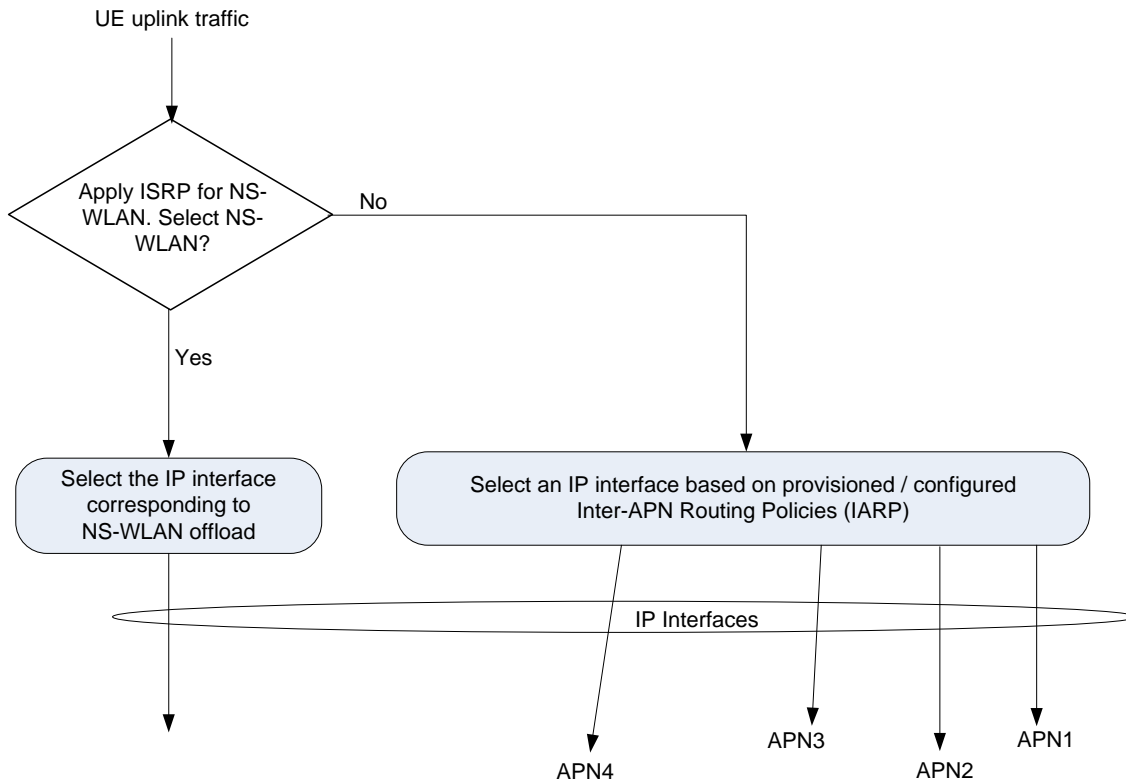 UE uplink traffic
Apply ISRP for NS-
WLAN. Select NS-
WLAN?
No
Yes
Select the IP interface
corresponding to
NS-WLAN offload
Select an IP interface based on provisioned / configured
Inter-APN Routing Policies (IARP)
IP Interfaces
APN4
APN3
APN2
APN1